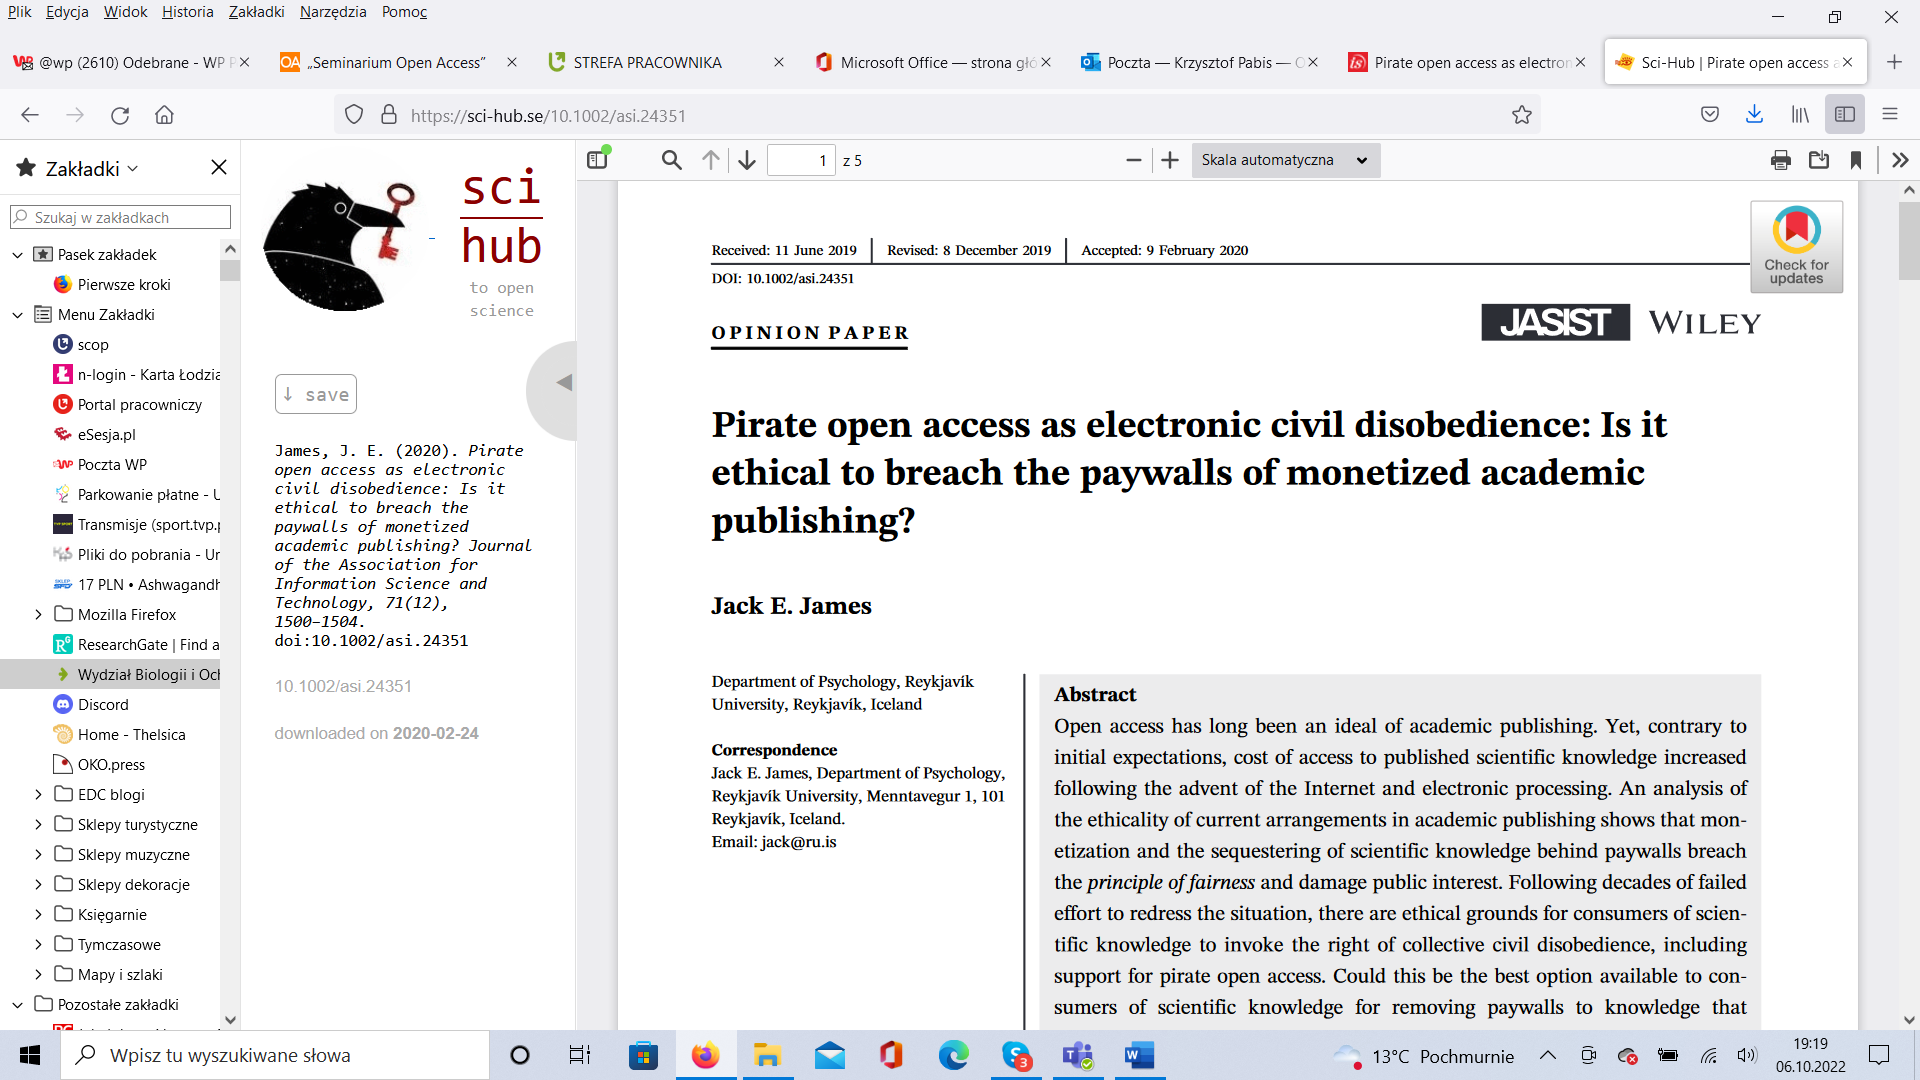 Plik Edycja Widok Historia Zakładki Narzędzia Pomoc
@wp (2610) Odebrane - WP P
OA „Seminarium Open Access”
STREFA PRACOWNIKA
Microsoft Office — strona głó
Poczta — Krzysztof Pabis — O
Pirate open access as electron
Sci-Hub | Pirate open access a
https://sci-hub.se/10.1002/asi.24351
Zakładki
Szukaj w zakładkach
Pasek zakładek
Pierwsze kroki
Menu Zakładki
scop
n-login - Karta Łodzia
Portal pracowniczy
eSesja.pl
Poczta WP
Parkowanie płatne - U
Transmisje (sport.tvp.p
Pliki do pobrania - Un
17 PLN • Ashwagandh
Mozilla Firefox
ResearchGate | Find a
Wydział Biologii i Och
Discord
Home - Thelsica
OKO.press
EDC blogi
Sklepy turystyczne
Sklepy muzyczne
Sklepy dekoracje
Księgarnie
Tymczasowe
Mapy i szlaki
Pozostałe zakładki
sci
hub
to open
science
↓ save
James, J. E. (2020). Pirate
open access as electronic
civil disobedience: Is it
ethical to breach the
paywalls of monetized
academic publishing? Journal
of the Association for
Information Science and
Technology, 71(12),
1500–1504.
doi:10.1002/asi.24351
10.1002/asi.24351
downloaded on 2020-02-24
1 z 5
Skala automatyczna
Received: 11 June 2019 Revised: 8 December 2019 Accepted: 9 February 2020
DOI: 10.1002/asi.24351
Check for
updates
OPINION PAPER
JASIST WILEY
Pirate open access as electronic civil disobedience: Is it
ethical to breach the paywalls of monetized academic
publishing?
Jack E. James
Department of Psychology, Reykjavík
University, Reykjavík, Iceland
Correspondence
Jack E. James, Department of Psychology,
Reykjavík University, Menntavegur 1, 101
Reykjavík, Iceland.
Email: jack@ru.is
Abstract
Open access has long been an ideal of academic publishing. Yet, contrary to
initial expectations, cost of access to published scientific knowledge increased
following the advent of the Internet and electronic processing. An analysis of
the ethicality of current arrangements in academic publishing shows that mon-
etization and the sequestering of scientific knowledge behind paywalls breach
the principle of fairness and damage public interest. Following decades of failed
effort to redress the situation, there are ethical grounds for consumers of scien-
tific knowledge to invoke the right of collective civil disobedience, including
support for pirate open access. Could this be the best option available to con-
sumers of scientific knowledge for removing paywalls to knowledge that
Wpisz tu wyszukiwane słowa
3
13°C Pochmurnie
19:19
06.10.2022